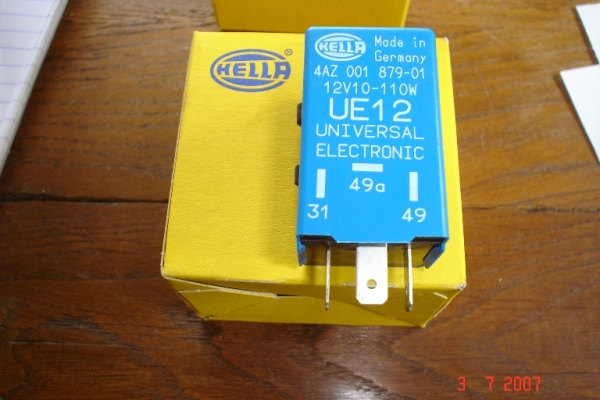 HELLA
HELLA
Made in
Germany
4AZ 001 879-01
12V10-110W
UE12
UNIVERSAL
ELECTRONIC
49a
31
49
3 7 2007